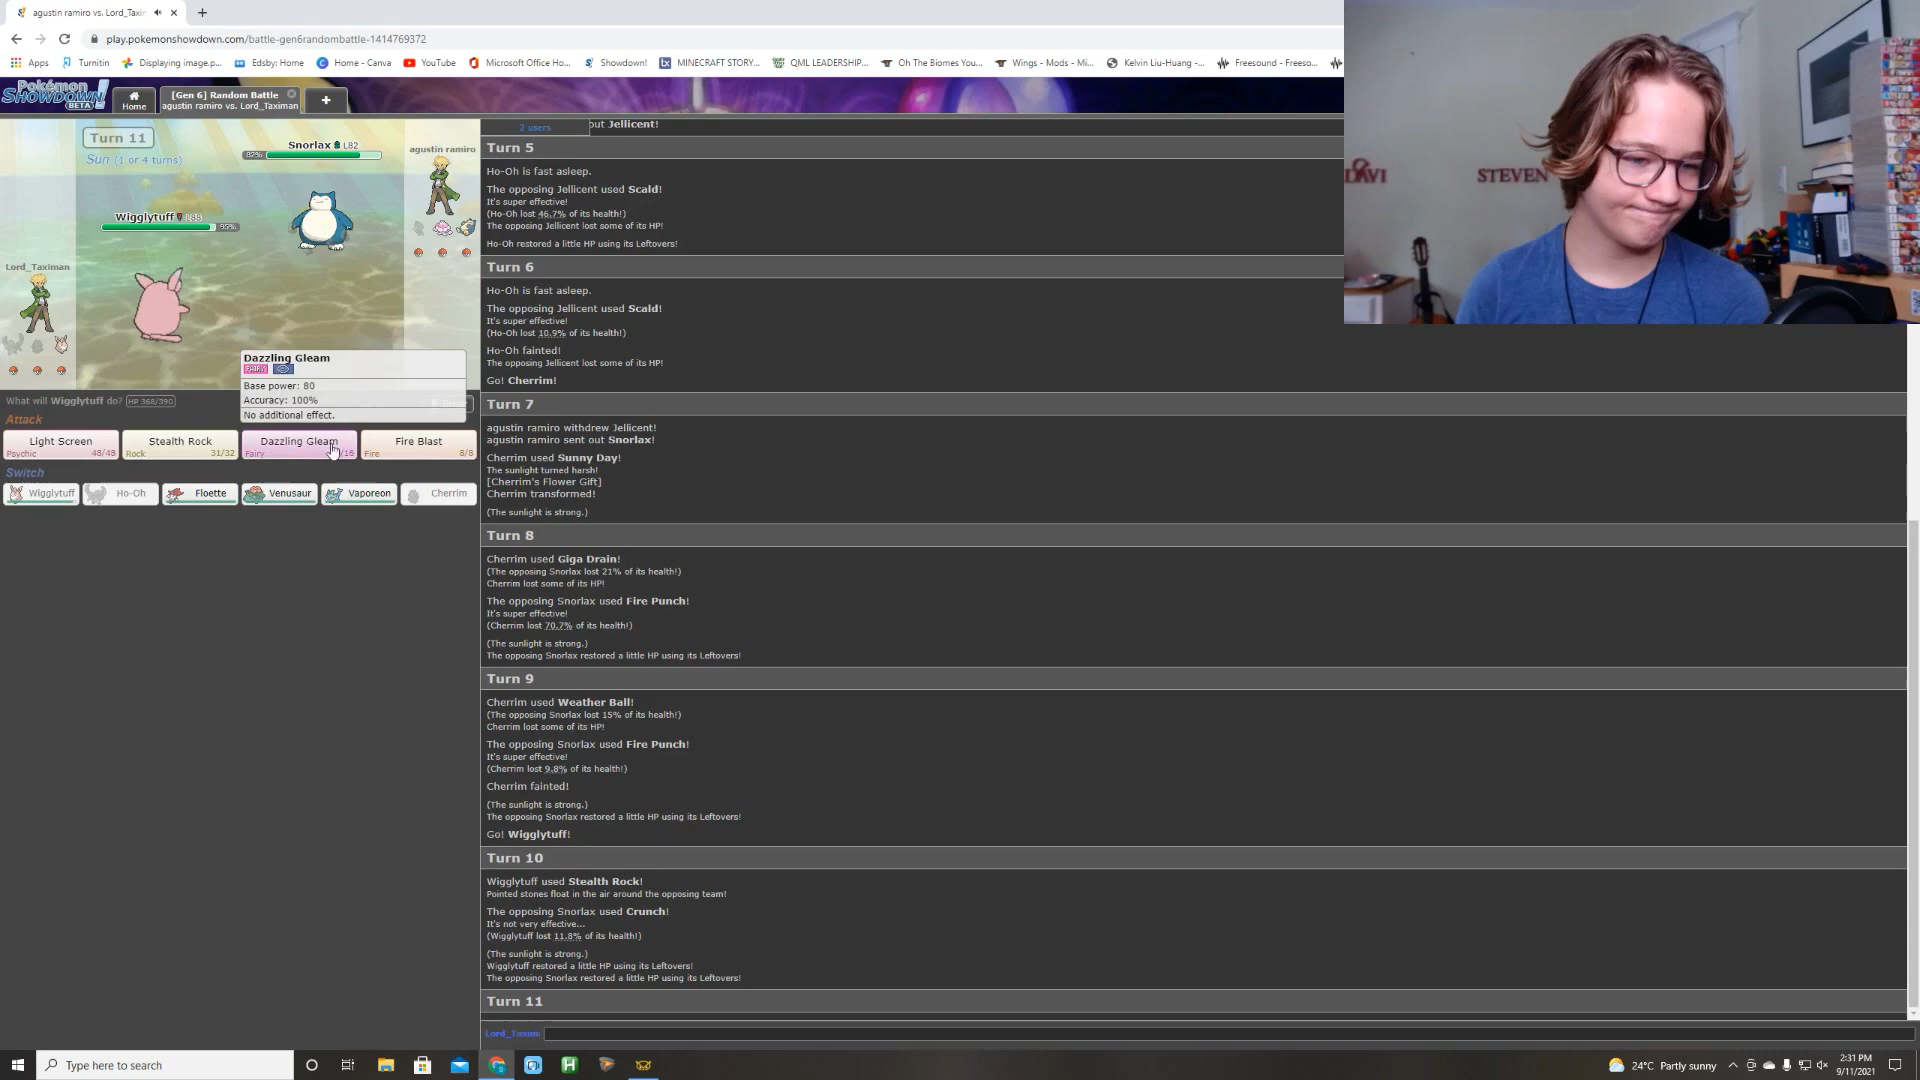 agustin ramiro vs. Lord_Taxim
play.pokemonshowdown.com/battle-gen6randombattle-1414769372
Apps
Turnitin
Displaying image.p...
Edsby: Home
Home - Canva
YouTube
Microsoft Office Ho...
Showdown!
MINECRAFT STORY...
QML LEADERSHIP...
Oh The Biomes You...
Wings - Mods - Mi...
Kelvin Liu-Huang -...
Freesound - Freeso...
Pokémon
SHOWDOWN!
BETA
Home
[Gen 6] Random Battle
agustin ramiro vs. Lord_Taximan
+
Turn 11
Sun (1 or 4 turns)
Snorlax L82
82%
agustin ramiro
Wigglytuff L88
95%
Lord_Taximan
Dazzling Gleam
FAIRY
Base power: 80
Accuracy: 100%
No additional effect.
What will Wigglytuff do? HP 368/390
Attack
Light Screen
Psychic 48/48
Stealth Rock
Rock 31/32
Dazzling Gleam
Fairy /16
Fire Blast
Fire 8/8
Switch
Wigglytuff
Ho-Oh
Floette
Venusaur
Vaporeon
Cherrim
2 users
out Jellicent!
Turn 5
Ho-Oh is fast asleep.
The opposing Jellicent used Scald!
It's super effective!
(Ho-Oh lost 46.7% of its health!)
The opposing Jellicent lost some of its HP!
Ho-Oh restored a little HP using its Leftovers!
Turn 6
Ho-Oh is fast asleep.
The opposing Jellicent used Scald!
It's super effective!
(Ho-Oh lost 10.9% of its health!)
Ho-Oh fainted!
The opposing Jellicent lost some of its HP!
Go! Cherrim!
Turn 7
agustin ramiro withdrew Jellicent!
agustin ramiro sent out Snorlax!
Cherrim used Sunny Day!
The sunlight turned harsh!
[Cherrim's Flower Gift]
Cherrim transformed!
(The sunlight is strong.)
Turn 8
Cherrim used Giga Drain!
(The opposing Snorlax lost 21% of its health!)
Cherrim lost some of its HP!
The opposing Snorlax used Fire Punch!
It's super effective!
(Cherrim lost 70.7% of its health!)
(The sunlight is strong.)
The opposing Snorlax restored a little HP using its Leftovers!
Turn 9
Cherrim used Weather Ball!
(The opposing Snorlax lost 15% of its health!)
Cherrim lost some of its HP!
The opposing Snorlax used Fire Punch!
It's super effective!
(Cherrim lost 9.8% of its health!)
Cherrim fainted!
(The sunlight is strong.)
The opposing Snorlax restored a little HP using its Leftovers!
Go! Wigglytuff!
Turn 10
Wigglytuff used Stealth Rock!
Pointed stones float in the air around the opposing team!
The opposing Snorlax used Crunch!
It's not very effective...
(Wigglytuff lost 11.8% of its health!)
(The sunlight is strong.)
Wigglytuff restored a little HP using its Leftovers!
The opposing Snorlax restored a little HP using its Leftovers!
Turn 11
Lord_Taxim
STEVEN
Type here to search
24°C Partly sunny
2:31 PM
9/11/2021